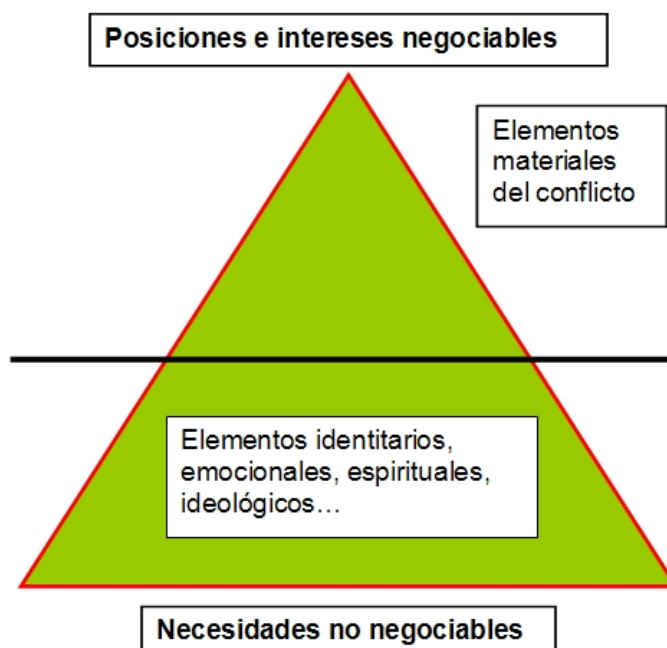 Posiciones e intereses negociables
Elementos
materiales
del conflicto
Elementos identitarios,
emocionales, espirituales,
ideológicos…
Necesidades no negociables